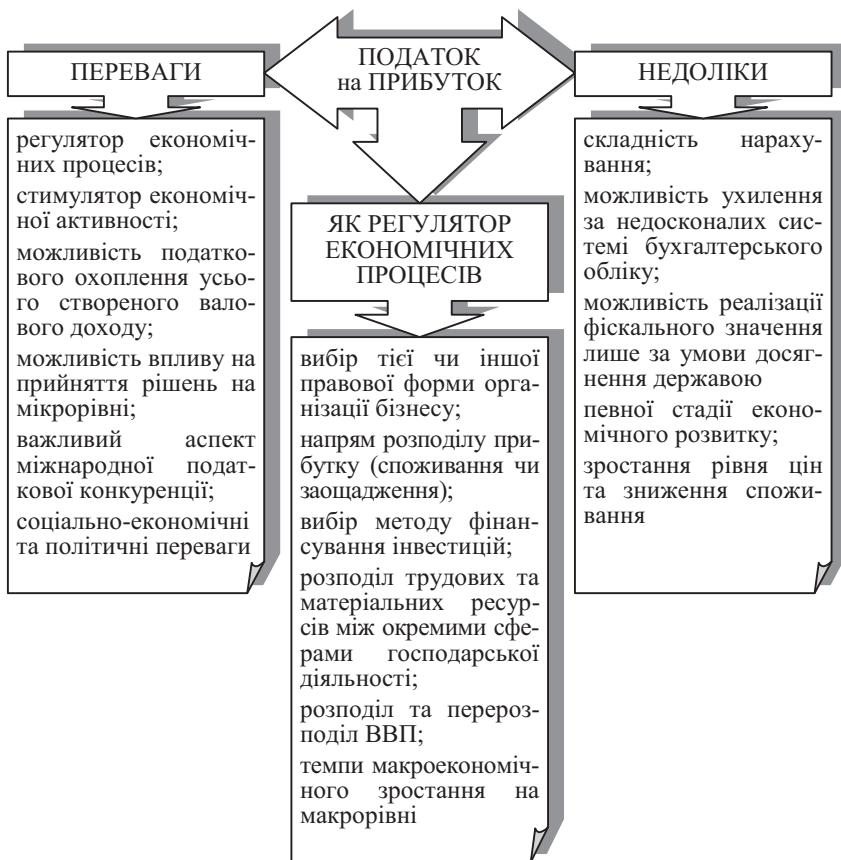 ПОДАТОК
на ПРИБУТОК
ПЕРЕВАГИ
регулятор економіч-
них процесів;
стимулятор економіч-
ної активності;
можливість податко-
вого охоплення усьо-
го створеного вало-
вого доходу;
можливість впливу на
прийняття рішень на
мікрорівні;
важливий аспект
міжнародної подат-
кової конкуренції;
соціально-економічні
та політичні переваги
ЯК РЕГУЛЯТОР
ЕКОНОМІЧНИХ
ПРОЦЕСІВ
вибір тієї чи іншої
правової форми орга-
нізації бізнесу;
напрям розподілу при-
бутку (споживання чи
заощадження);
вибір методу фінан-
сування інвестицій;
розподіл трудових та
матеріальних ресур-
сів між окремими сфе-
рами господарської
діяльності;
розподіл та перероз-
поділ ВВП;
темпи макроекономіч-
ного зростання на
макрорівні
НЕДОЛІКИ
складність нараху-
вання;
можливість ухилення
за недосконалих сис-
темі бухгалтерського
обліку;
можливість реалізації
фіскального значення
лише за умови досяг-
нення державою
певної стадії еконо-
мічного розвитку;
зростання рівня цін
та зниження спожи-
вання